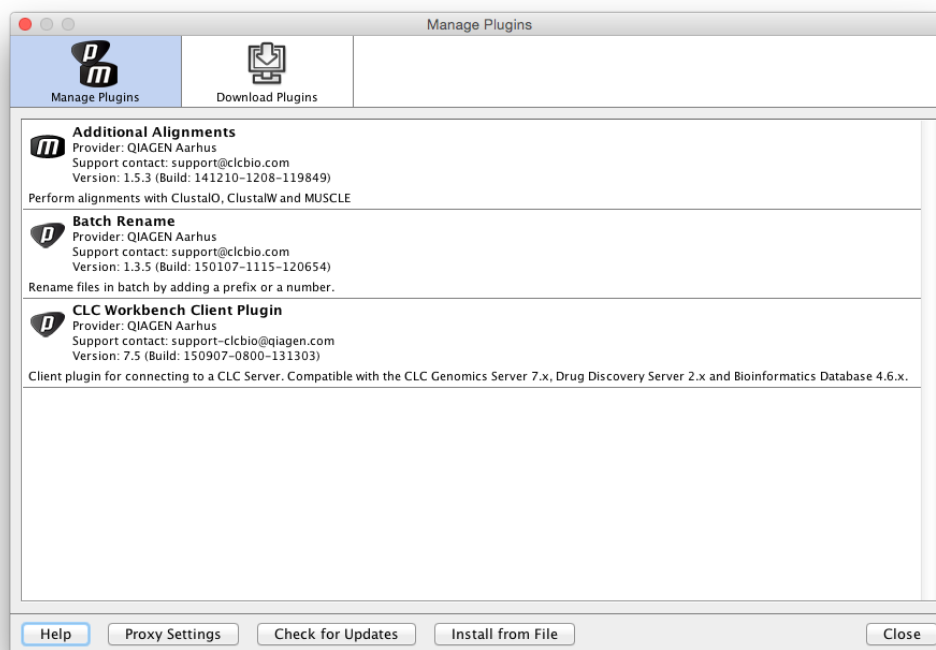 Manage Plugins
Manage Plugins
Download Plugins
Additional Alignments
Provider: QIAGEN Aarhus
Support contact: support@clcbio.com
Version: 1.5.3 (Build: 141210-1208-119849)
Perform alignments with ClustalO, ClustalW and MUSCLE
Batch Rename
Provider: QIAGEN Aarhus
Support contact: support@clcbio.com
Version: 1.3.5 (Build: 150107-1115-120654)
Rename files in batch by adding a prefix or a number.
CLC Workbench Client Plugin
Provider: QIAGEN Aarhus
Support contact: support-clcbio@qiagen.com
Version: 7.5 (Build: 150907-0800-131303)
Client plugin for connecting to a CLC Server. Compatible with the CLC Genomics Server 7.x, Drug Discovery Server 2.x and Bioinformatics Database 4.6.x.
Help
Proxy Settings
Check for Updates
Install from File
Close